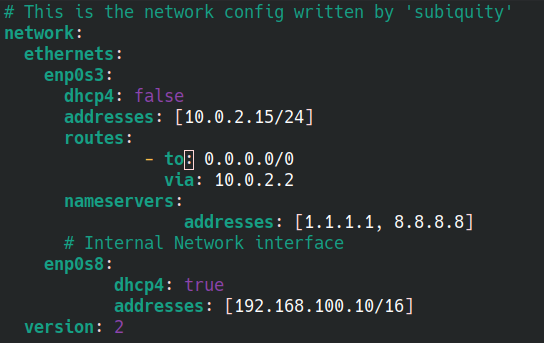 # This is the network config written by 'subiquity'
network:
  ethernets:
    enp0s3:
      dhcp4: false
      addresses: [10.0.2.15/24]
      routes:
              - to: 0.0.0.0/0
                via: 10.0.2.2
      nameservers:
                  addresses: [1.1.1.1, 8.8.8.8]
      # Internal Network interface
    enp0s8:
           dhcp4: true
           addresses: [192.168.100.10/16]
  version: 2